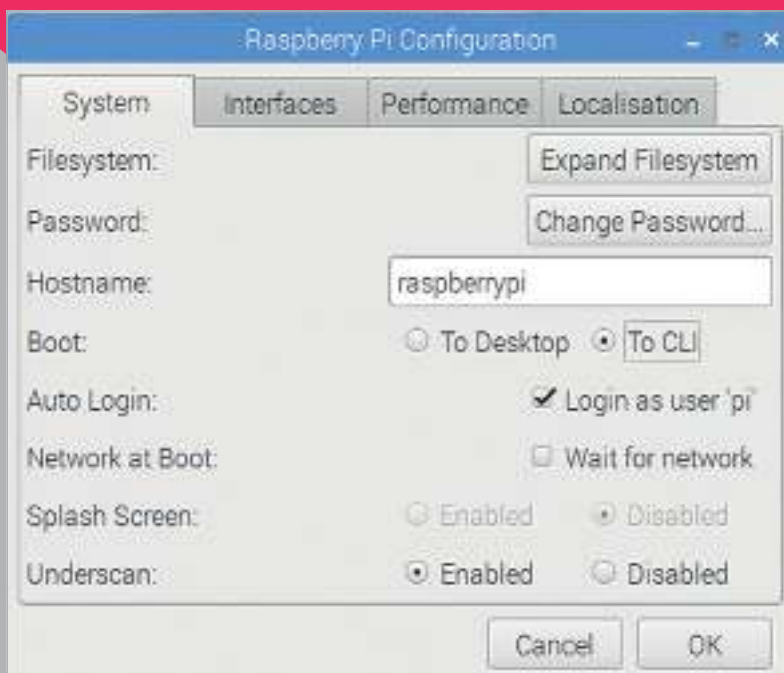 Raspberry Pi Configuration
System Interfaces Performance Localisation
Filesystem: Expand Filesystem
Password: Change Password...
Hostname: raspberrypi
Boot: To Desktop To CLI
Auto Login: Login as user 'pi'
Network at Boot: Wait for network
Splash Screen: Enabled Disabled
Underscan: Enabled Disabled
Cancel OK